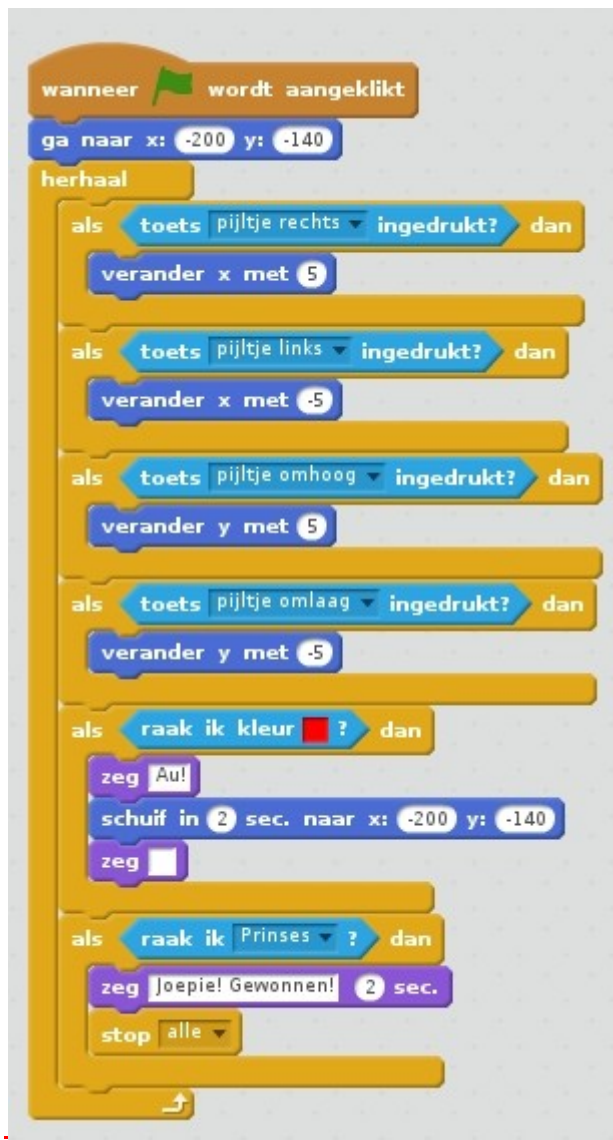 wanneer wordt aangeklikt
ga naar x: -200 y: -140
herhaal
als toets pijltje rechts ingedrukt? dan
verander x met 5
als toets pijltje links ingedrukt? dan
verander x met -5
als toets pijltje omhoog ingedrukt? dan
verander y met 5
als toets pijltje omlaag ingedrukt? dan
verander y met -5
als raak ik kleur ? dan
zeg Au!
schuif in 2 sec. naar x: -200 y: -140
zeg
als raak ik Prinses ? dan
zeg Joepie! Gewonnen! 2 sec.
stop alle